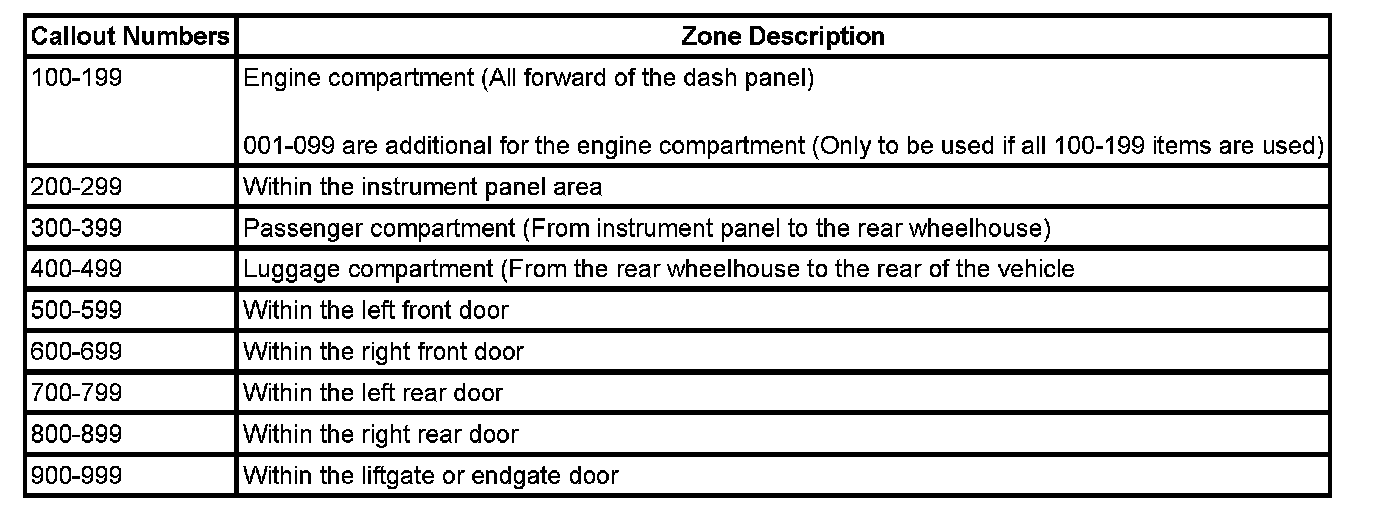 Callout Numbers Zone Description
100-199 Engine compartment (All forward of the dash panel)
001-099 are additional for the engine compartment (Only to be used if all 100-199 items are used)
200-299 Within the instrument panel area
300-399 Passenger compartment (From instrument panel to the rear wheelhouse)
400-499 Luggage compartment (From the rear wheelhouse to the rear of the vehicle
500-599 Within the left front door
600-699 Within the right front door
700-799 Within the left rear door
800-899 Within the right rear door
900-999 Within the liftgate or endgate door